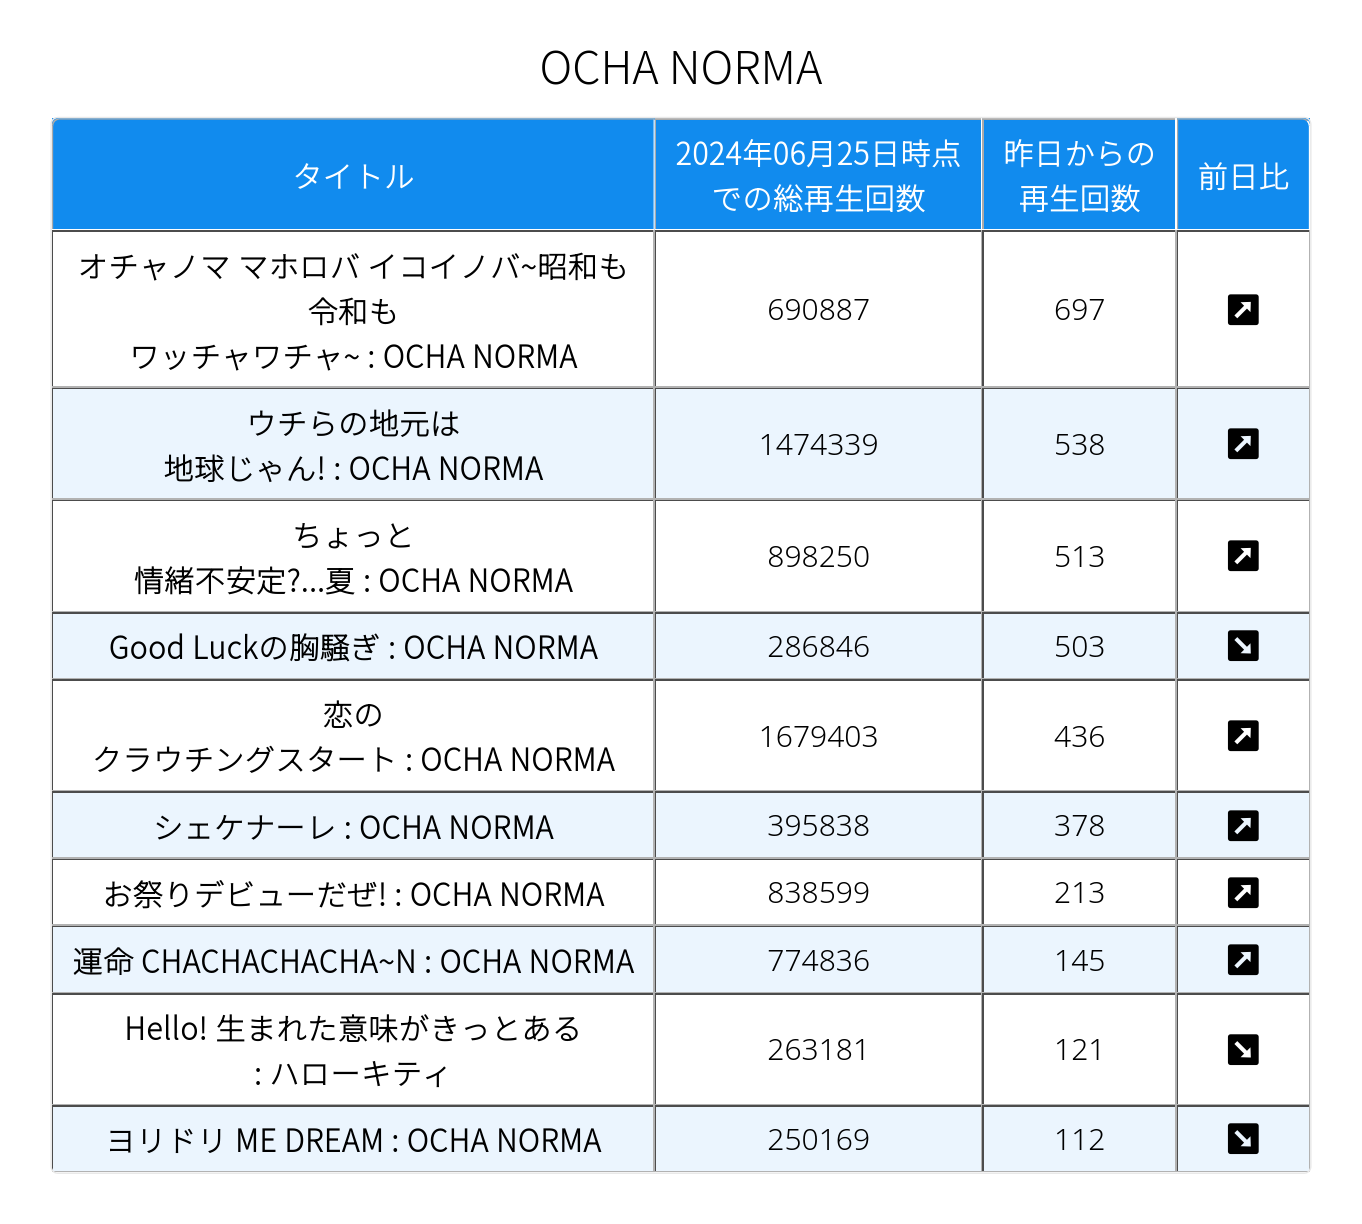 OCHA NORMA
タイトル
2024年06月25日時点
での総再生回数
昨日からの
再生回数
前日比
オチャノマ マホロバ イコイノバ~昭和も
令和も
ワッチャワチャ~ : OCHA NORMA
690887
697
ウチらの地元は
地球じゃん! : OCHA NORMA
1474339
538
ちょっと
情緒不安定?...夏 : OCHA NORMA
898250
513
Good Luckの胸騒ぎ : OCHA NORMA
286846
503
恋の
クラウチングスタート : OCHA NORMA
1679403
436
シェケナーレ : OCHA NORMA
395838
378
お祭りデビューだぜ! : OCHA NORMA
838599
213
運命 CHACHACHACHA~N : OCHA NORMA
774836
145
Hello! 生まれた意味がきっとある
: ハローキティ
263181
121
ヨリドリ ME DREAM : OCHA NORMA
250169
112